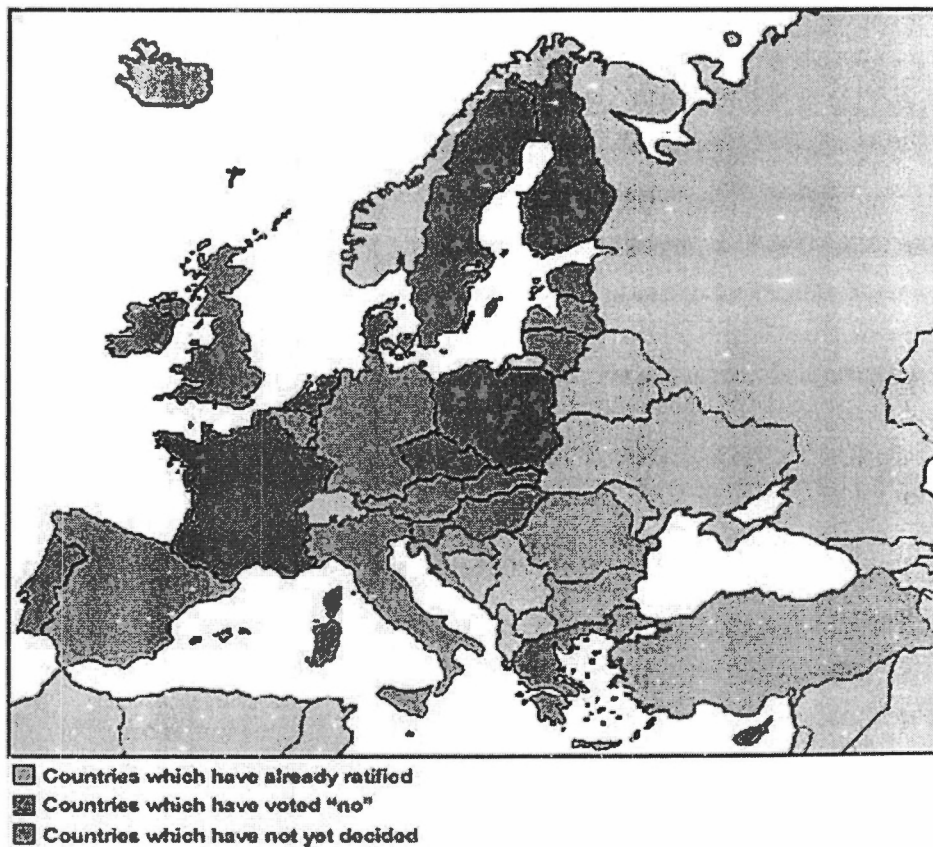 Countries which have already ratified
Countries which have voted “no”
Countries which have not yet decided